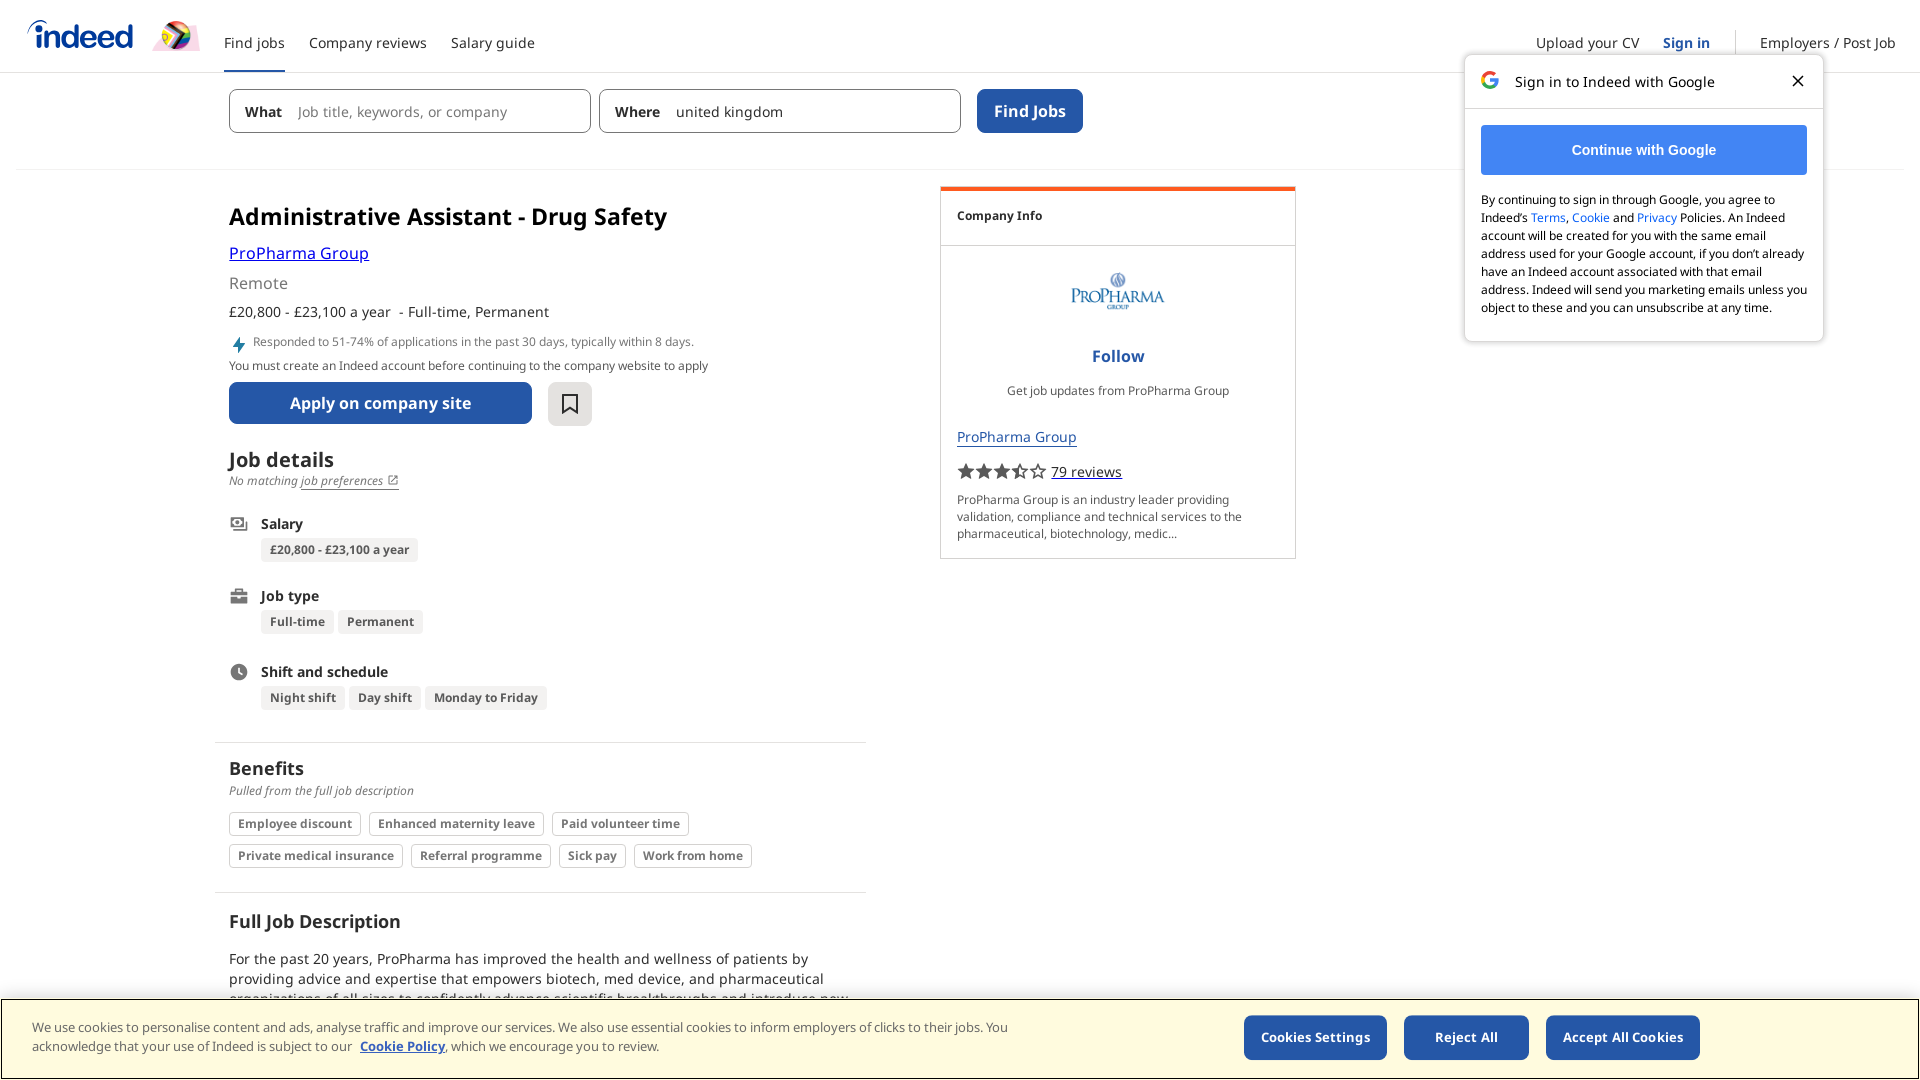 indeed
Find jobs
Company reviews
Salary guide
Upload your CV
Sign in
Employers / Post Job
What
Job title, keywords, or company
Where
united kingdom
Find Jobs
Sign in to Indeed with Google
Continue with Google
By continuing to sign in through Google, you agree to
Indeed’s Terms, Cookie and Privacy Policies. An Indeed
account will be created for you with the same email
address used for your Google account, if you don’t already
have an Indeed account associated with that email
address. Indeed will send you marketing emails unless you
object to these and you can unsubscribe at any time.
Administrative Assistant - Drug Safety
ProPharma Group
Remote
£20,800 - £23,100 a year - Full-time, Permanent
Responded to 51-74% of applications in the past 30 days, typically within 8 days.
You must create an Indeed account before continuing to the company website to apply
Apply on company site
Job details
No matching job preferences
Salary
£20,800 - £23,100 a year
Job type
Full-time
Permanent
Shift and schedule
Night shift
Day shift
Monday to Friday
Benefits
Pulled from the full job description
Employee discount
Enhanced maternity leave
Paid volunteer time
Private medical insurance
Referral programme
Sick pay
Work from home
Full Job Description
For the past 20 years, ProPharma has improved the health and wellness of patients by
providing advice and expertise that empowers biotech, med device, and pharmaceutical
organizations of all sizes to confidently advance scientific breakthroughs and introduce new
Company Info
PROPHARMA
GROUP
Follow
Get job updates from ProPharma Group
ProPharma Group
79 reviews
ProPharma Group is an industry leader providing
validation, compliance and technical services to the
pharmaceutical, biotechnology, medic...
We use cookies to personalise content and ads, analyse traffic and improve our services. We also use essential cookies to inform employers of clicks to their jobs. You
acknowledge that your use of Indeed is subject to our Cookie Policy, which we encourage you to review.
Cookies Settings
Reject All
Accept All Cookies